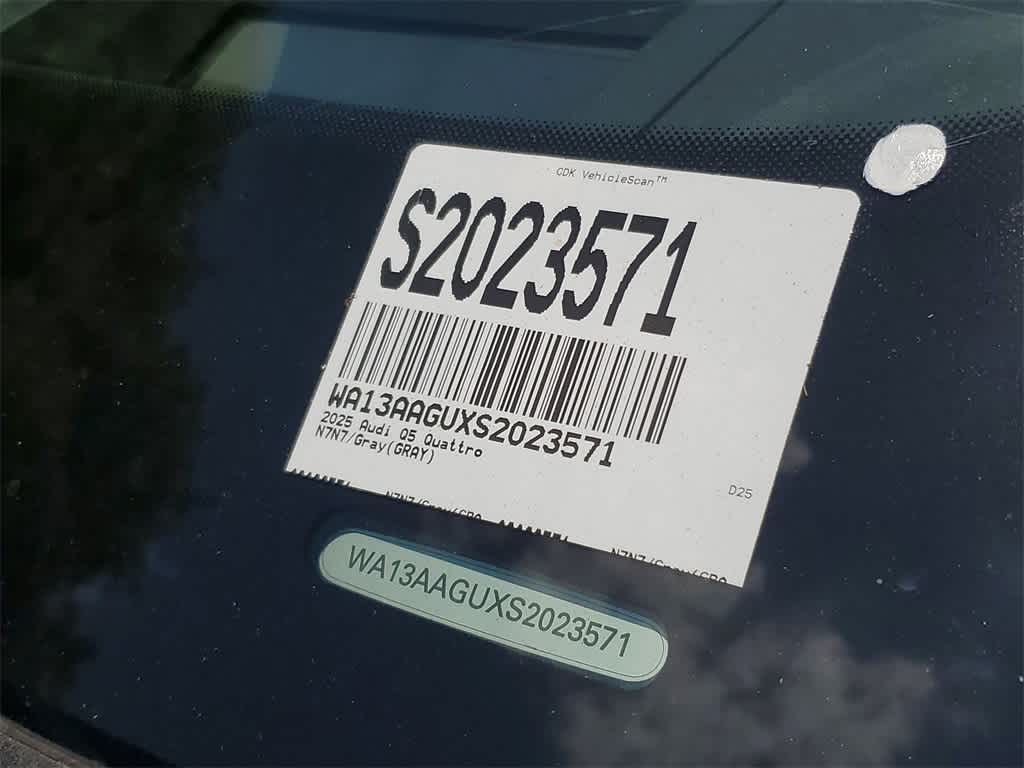 CDK VehicleScan™
S2023571
WA13AAGUXS2023571
2025 Audi Q5 Quattro
N7N7/Gray(GRAY)
D25
WA13AAGUXS2023571